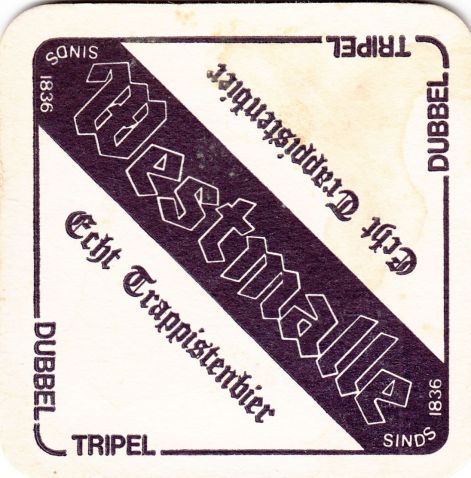 SINDS 1836
TRIPEL
DUBBEL
Echt Trappistenbier
Westmalle
Echt Trappistenbier
DUBBEL
TRIPEL
SINDS 1836